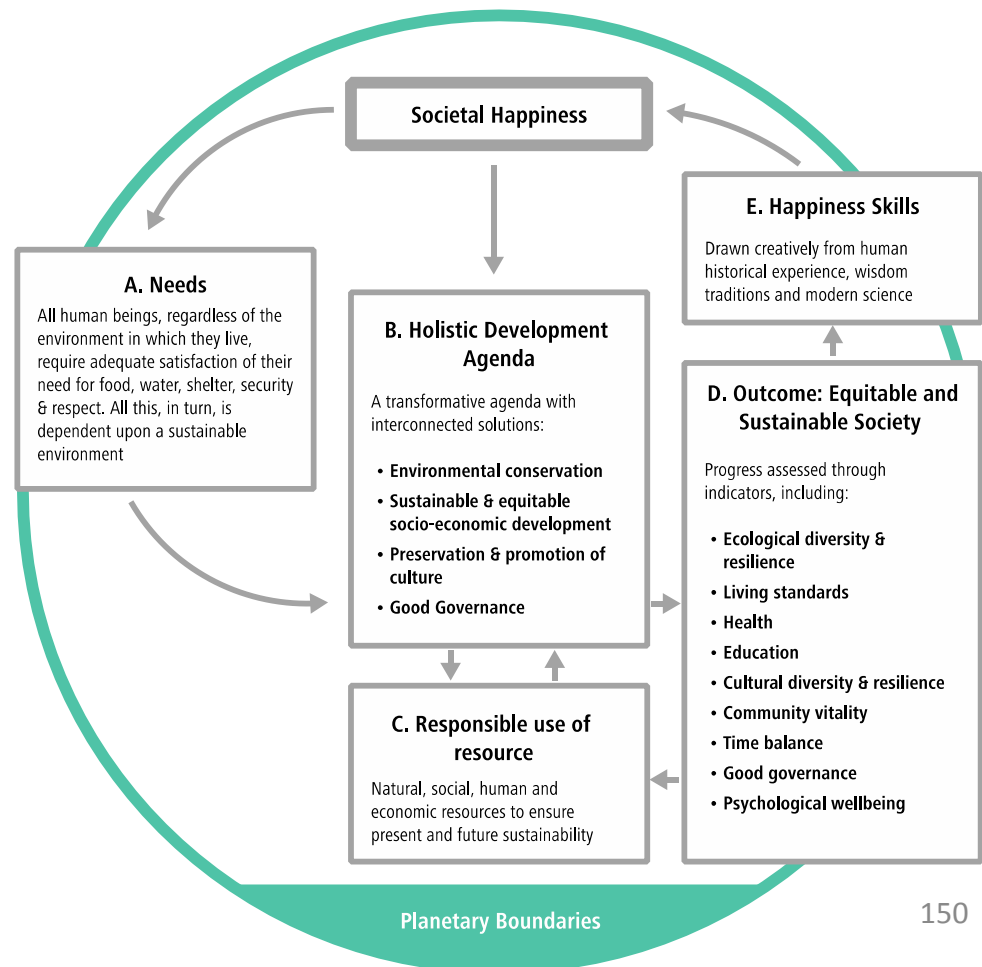 Societal Happiness
A. Needs
All human beings, regardless of the
environment in which they live,
require adequate satisfaction of their
need for food, water, shelter, security
& respect. All this, in turn, is
dependent upon a sustainable
environment
B. Holistic Development
Agenda
A transformative agenda with
interconnected solutions:
• Environmental conservation
• Sustainable & equitable
socio-economic development
• Preservation & promotion of
culture
• Good Governance
C. Responsible use of
resource
Natural, social, human and
economic resources to ensure
present and future sustainability
E. Happiness Skills
Drawn creatively from human
historical experience, wisdom
traditions and modern science
D. Outcome: Equitable and
Sustainable Society
Progress assessed through
indicators, including:
• Ecological diversity &
resilience
• Living standards
• Health
• Education
• Cultural diversity & resilience
• Community vitality
• Time balance
• Good governance
• Psychological wellbeing
Planetary Boundaries
150